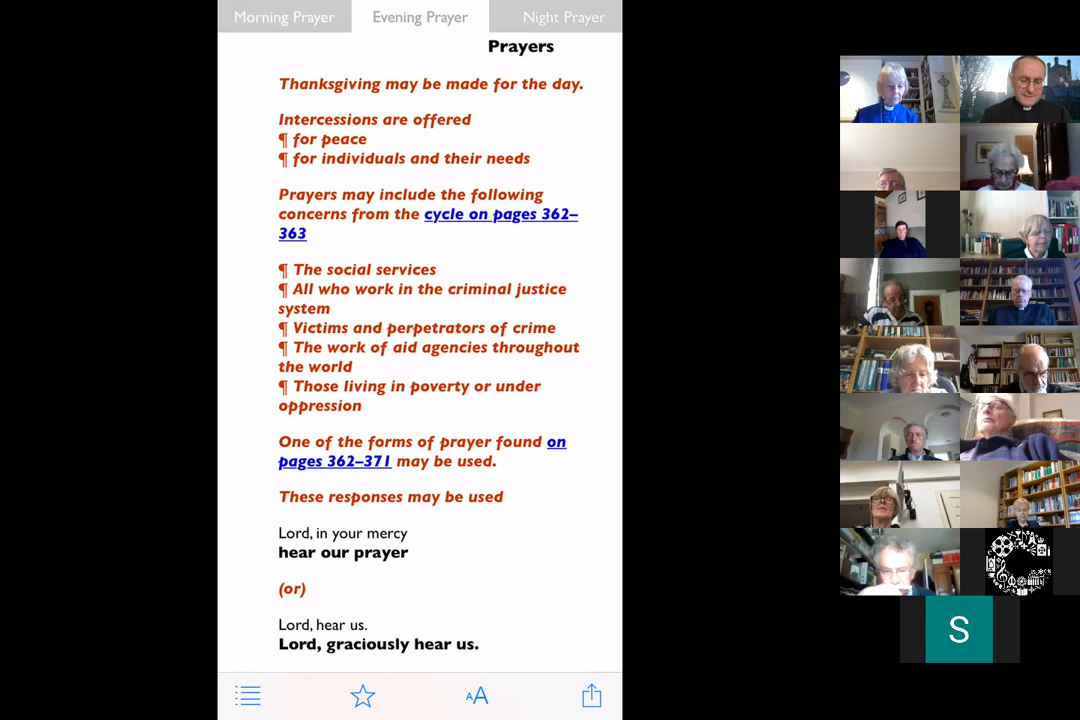 Morning Prayer
Evening Prayer
Night Prayer
Prayers
Thanksgiving may be made for the day.
Intercessions are offered
¶ for peace
¶ for individuals and their needs
Prayers may include the following
concerns from the cycle on pages 362–
363
¶ The social services
¶ All who work in the criminal justice
system
¶ Victims and perpetrators of crime
¶ The work of aid agencies throughout
the world
¶ Those living in poverty or under
oppression
One of the forms of prayer found on
pages 362–371 may be used.
These responses may be used
Lord, in your mercy
hear our prayer
(or)
Lord, hear us.
Lord, graciously hear us.
AA
S